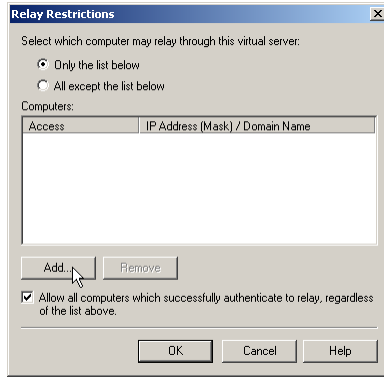 Relay Restrictions
Select which computer may relay through this virtual server:
Only the list below
All except the list below
Computers:
Access IP Address (Mask) / Domain Name
Add... Remove
Allow all computers which successfully authenticate to relay, regardless
of the list above.
OK Cancel Help